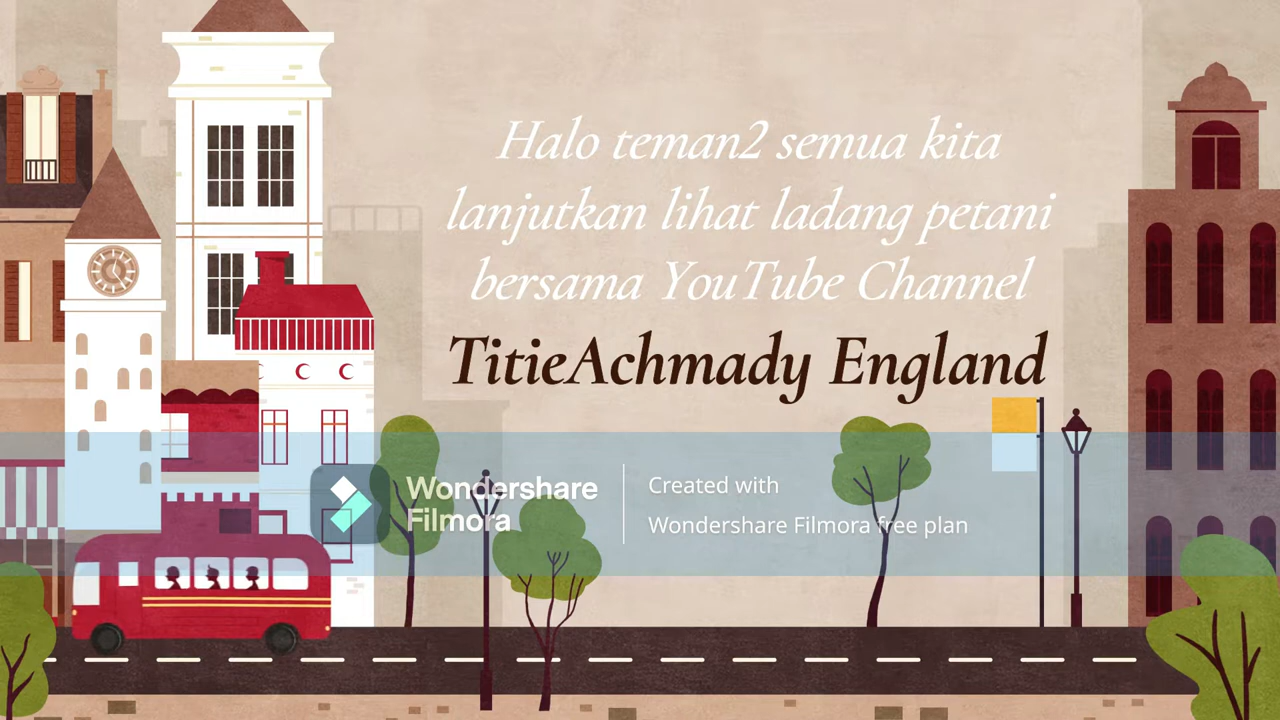 Halo teman2 semua kita
lanjutkan lihat ladang petani
bersama YouTube Channel
TitieAchmady England
Wondershare
Filmora
Created with
Wondershare Filmora free plan